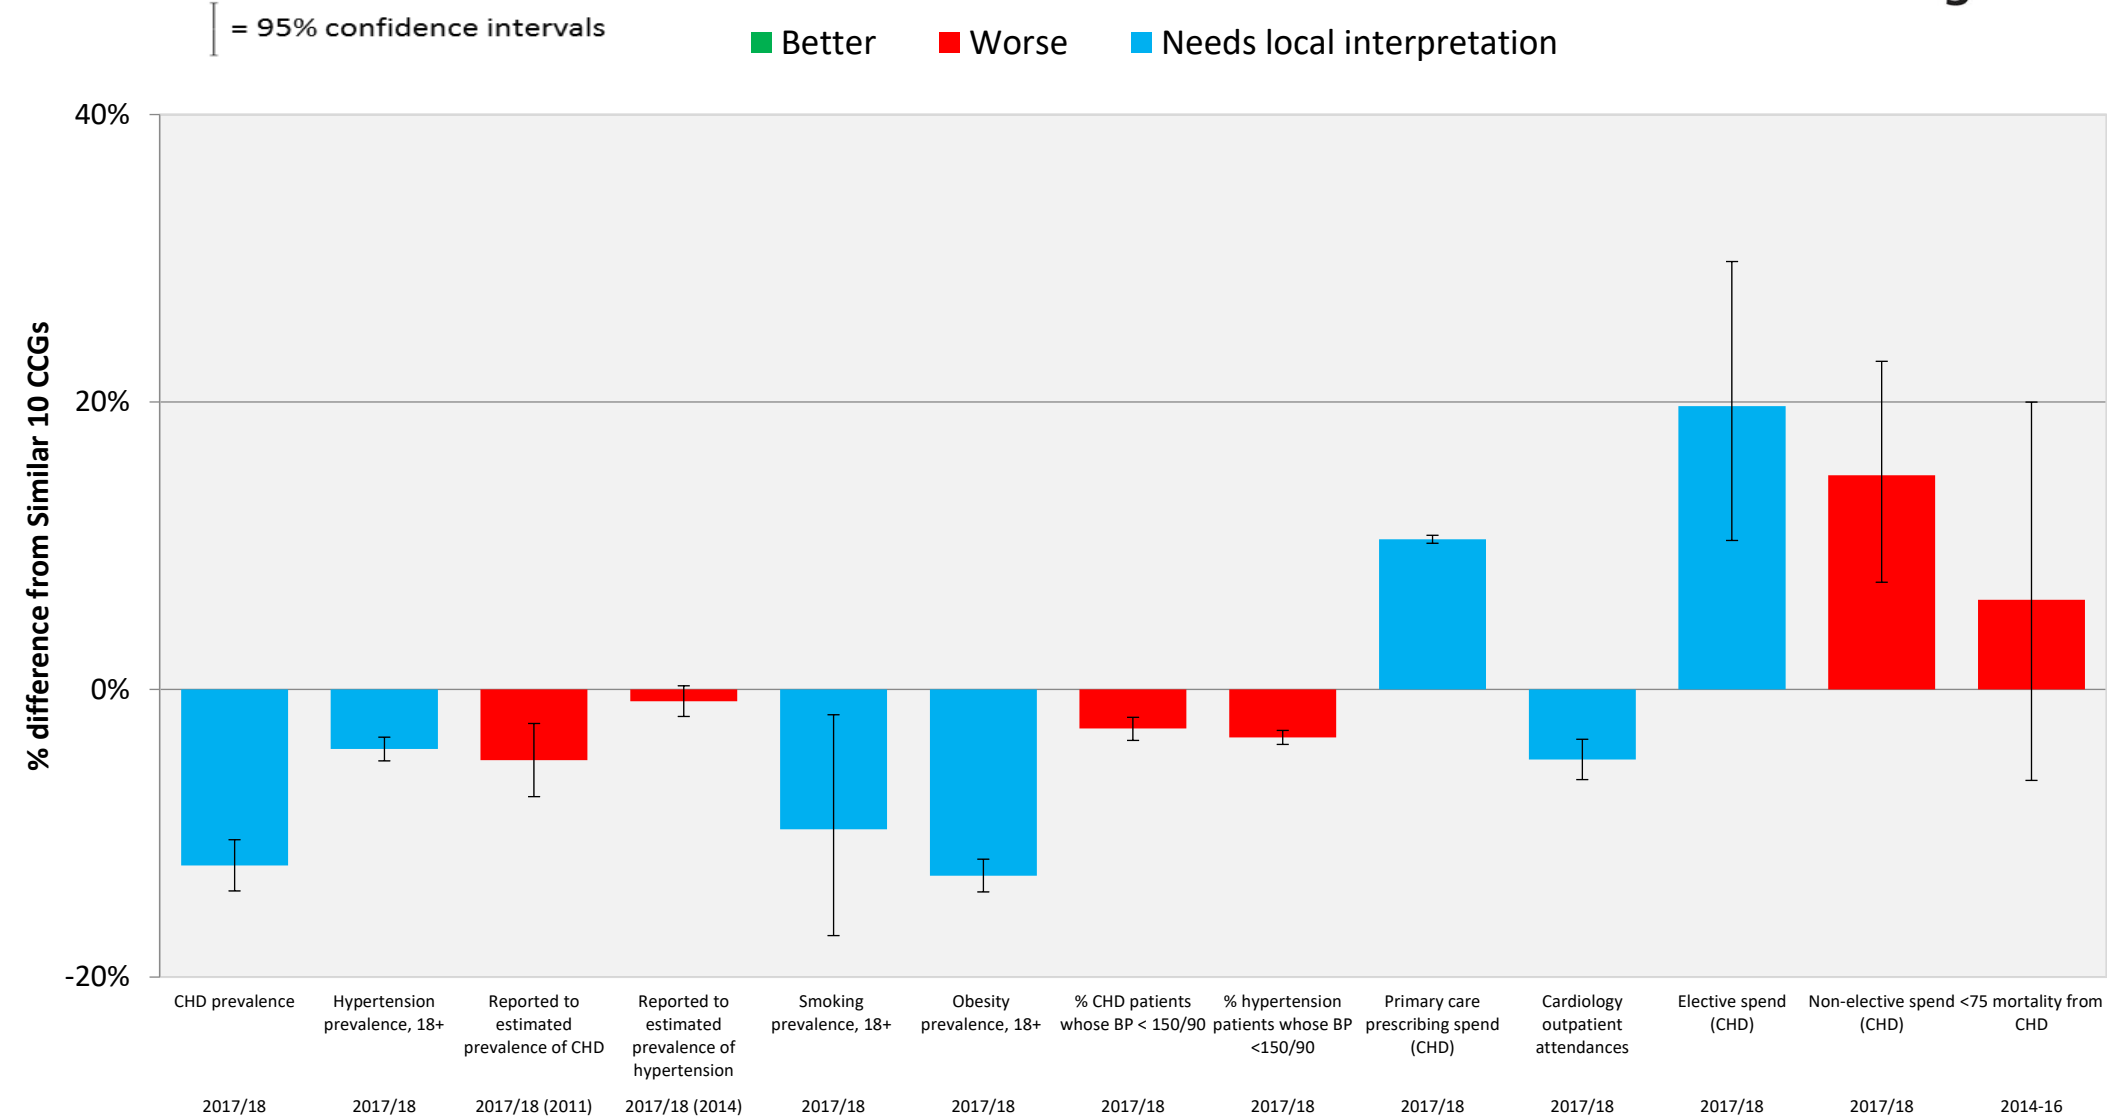 = 95% confidence intervals
Better Worse Needs local interpretation
40%
20%
0%
-20%
% difference from Similar 10 CCGs
CHD prevalence
2017/18
Hypertension
prevalence, 18+
2017/18
Reported to
estimated
prevalence of CHD
2017/18 (2011)
Reported to
estimated
prevalence of
hypertension
2017/18 (2014)
Smoking
prevalence, 18+
2017/18
Obesity
prevalence, 18+
2017/18
% CHD patients
whose BP < 150/90
2017/18
% hypertension
patients whose BP
<150/90
2017/18
Primary care
prescribing spend
(CHD)
2017/18
Cardiology
outpatient
attendances
2017/18
Elective spend
(CHD)
2017/18
Non-elective spend
(CHD)
2017/18
<75 mortality from
CHD
2014-16